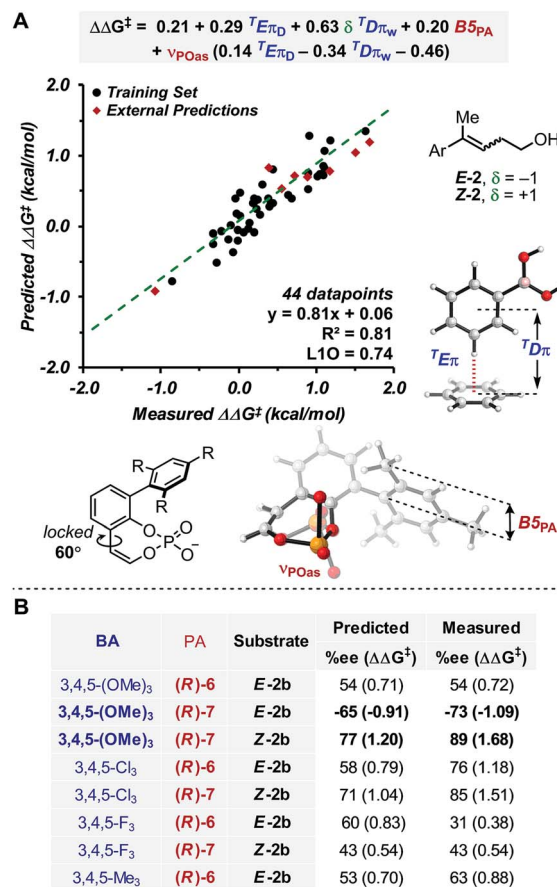 A
ΔΔG‡ = 0.21 + 0.29 ᵀEπ_D + 0.63 δ ᵀDπ_w + 0.20 B5_PA
+ ν_POas (0.14 ᵀEπ_D – 0.34 ᵀDπ_w – 0.46)
Training Set
External Predictions
Predicted ΔΔG‡ (kcal/mol)
2.0
1.0
0.0
-1.0
-2.0
44 datapoints
y = 0.81x + 0.06
R² = 0.81
L1O = 0.74
-2.0 -1.0 0.0 1.0 2.0
Measured ΔΔG‡ (kcal/mol)
Me
Ar
OH
E-2, δ = –1
Z-2, δ = +1
ᵀEπ
ᵀDπ
R
R
R
locked
60°
O
O
P
O
O⁻
ν_POas
B5_PA
B
BA PA Substrate Predicted Measured
%ee (ΔΔG‡) %ee (ΔΔG‡)
3,4,5-(OMe)₃ (R)-6 E-2b 54 (0.71) 54 (0.72)
3,4,5-(OMe)₃ (R)-7 E-2b -65 (-0.91) -73 (-1.09)
3,4,5-(OMe)₃ (R)-7 Z-2b 77 (1.20) 89 (1.68)
3,4,5-Cl₃ (R)-6 E-2b 58 (0.79) 76 (1.18)
3,4,5-Cl₃ (R)-7 Z-2b 71 (1.04) 85 (1.51)
3,4,5-F₃ (R)-6 E-2b 60 (0.83) 31 (0.38)
3,4,5-F₃ (R)-7 Z-2b 43 (0.54) 43 (0.54)
3,4,5-Me₃ (R)-6 E-2b 53 (0.70) 63 (0.88)